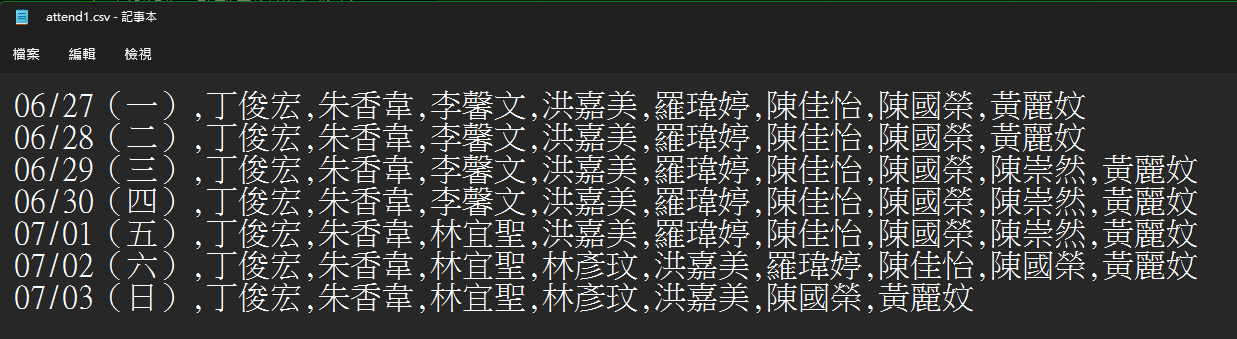 attend1.csv - 記事本
檔案 編輯 檢視
06/27（一）,丁俊宏,朱香韋,李馨文,洪嘉美,羅瑋婷,陳佳怡,陳國榮,黃麗妏
06/28（二）,丁俊宏,朱香韋,李馨文,洪嘉美,羅瑋婷,陳佳怡,陳國榮,黃麗妏
06/29（三）,丁俊宏,朱香韋,李馨文,洪嘉美,羅瑋婷,陳佳怡,陳國榮,陳崇然,黃麗妏
06/30（四）,丁俊宏,朱香韋,李馨文,洪嘉美,羅瑋婷,陳佳怡,陳國榮,陳崇然,黃麗妏
07/01（五）,丁俊宏,朱香韋,林宜聖,洪嘉美,羅瑋婷,陳佳怡,陳國榮,陳崇然,黃麗妏
07/02（六）,丁俊宏,朱香韋,林宜聖,林彥玟,洪嘉美,羅瑋婷,陳佳怡,陳國榮,黃麗妏
07/03（日）,丁俊宏,朱香韋,林宜聖,林彥玟,洪嘉美,陳國榮,黃麗妏